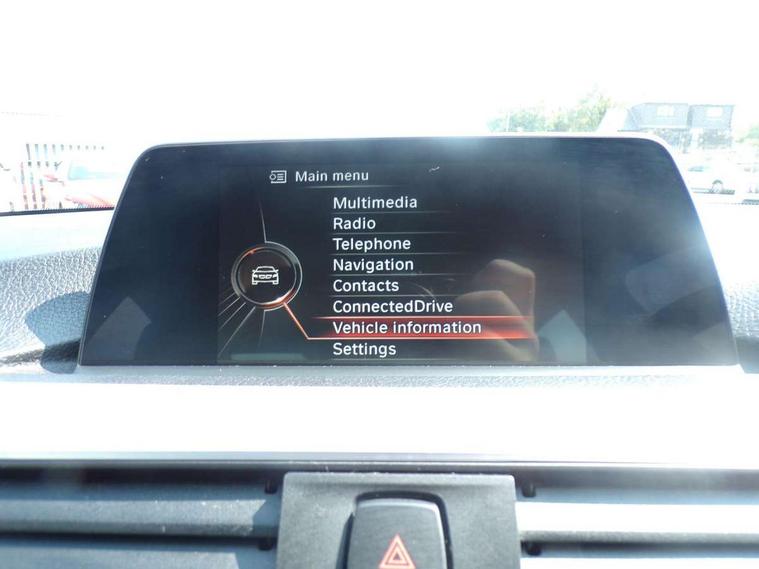 Main menu
Multimedia
Radio
Telephone
Navigation
Contacts
ConnectedDrive
Vehicle information
Settings